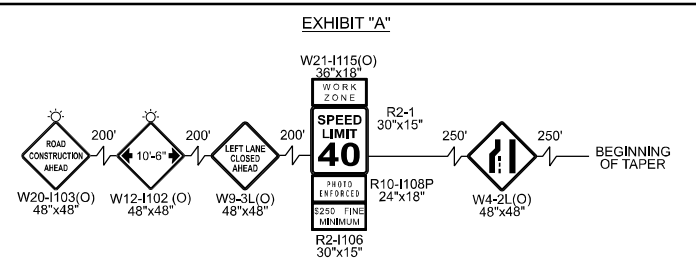 EXHIBIT "A"
W21-I115(O)
36"x18"
WORK
ZONE
SPEED
LIMIT
40
R2-1
30"x15"
PHOTO
ENFORCED
R10-I108P
24"x18"
$250 FINE
MINIMUM
R2-I106
30"x15"
ROAD
CONSTRUCTION
AHEAD
W20-I103(O)
48"x48"
200'
10'-6"
W12-I102 (O)
48"x48"
200'
LEFT LANE
CLOSED
AHEAD
W9-3L(O)
48"x48"
200'
250'
W4-2L(O)
48"x48"
250'
BEGINNING
OF TAPER